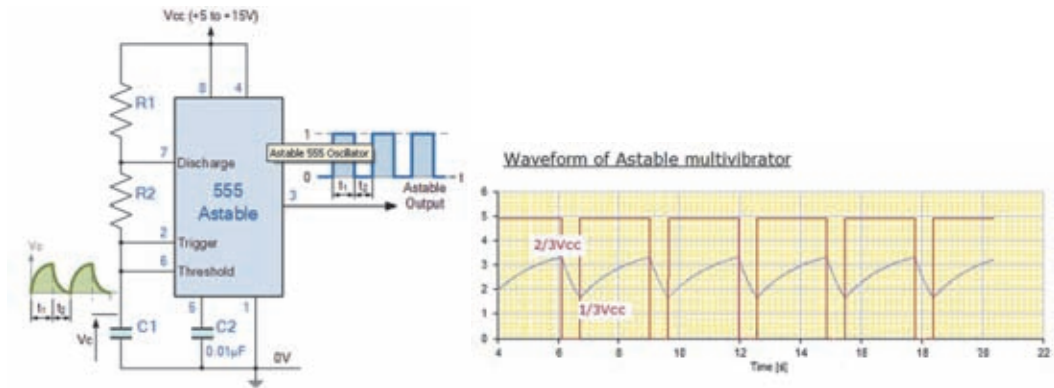 Vcc (+5 to +15V)
8
4
R1
7
Discharge
1
Astable 555 Oscillator
0
t
t₁
t₂
Astable
Output
R2
555
Astable
3
2
Trigger
6
Threshold
Vc
t₁
t₂
5
1
Vc
C1
C2
0.01µF
0V
Waveform of Astable multivibrator
6
5
4
3
2
1
0
2/3Vcc
1/3Vcc
4
6
8
10
12
14
16
18
20
22
Time [s]